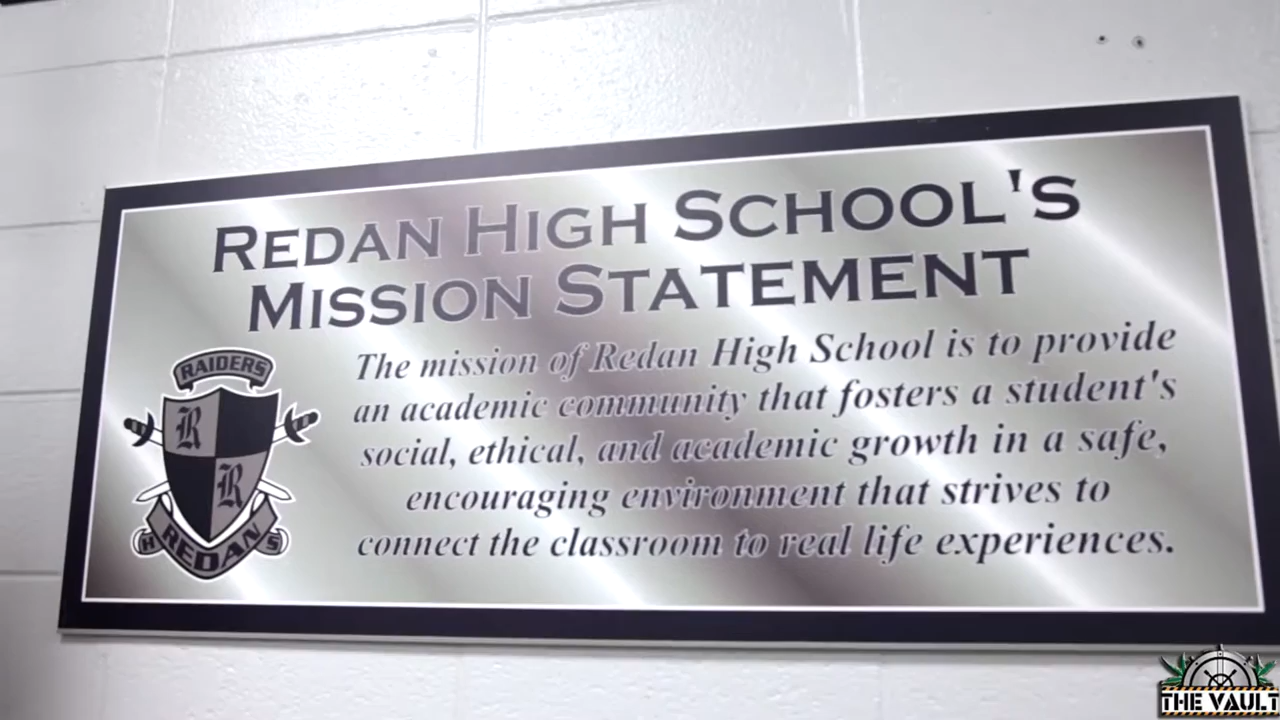 REDAN HIGH SCHOOL'S
MISSION STATEMENT
The mission of Redan High School is to provide
an academic community that fosters a student's
social, ethical, and academic growth in a safe,
encouraging environment that strives to
connect the classroom to real life experiences.
RAIDERS
R
R
H REDAN S
THE VAULT